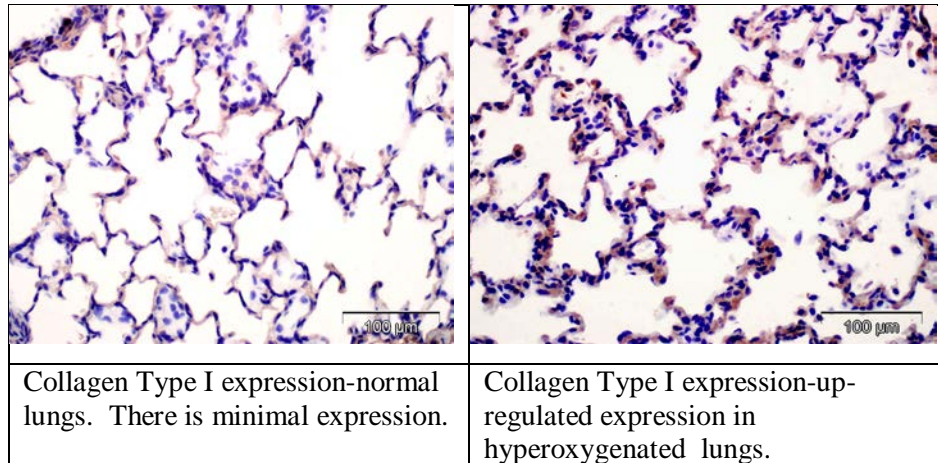 100 µm
100 µm
Collagen Type I expression-normal
lungs.  There is minimal expression.
Collagen Type I expression-up-
regulated expression in
hyperoxygenated  lungs.